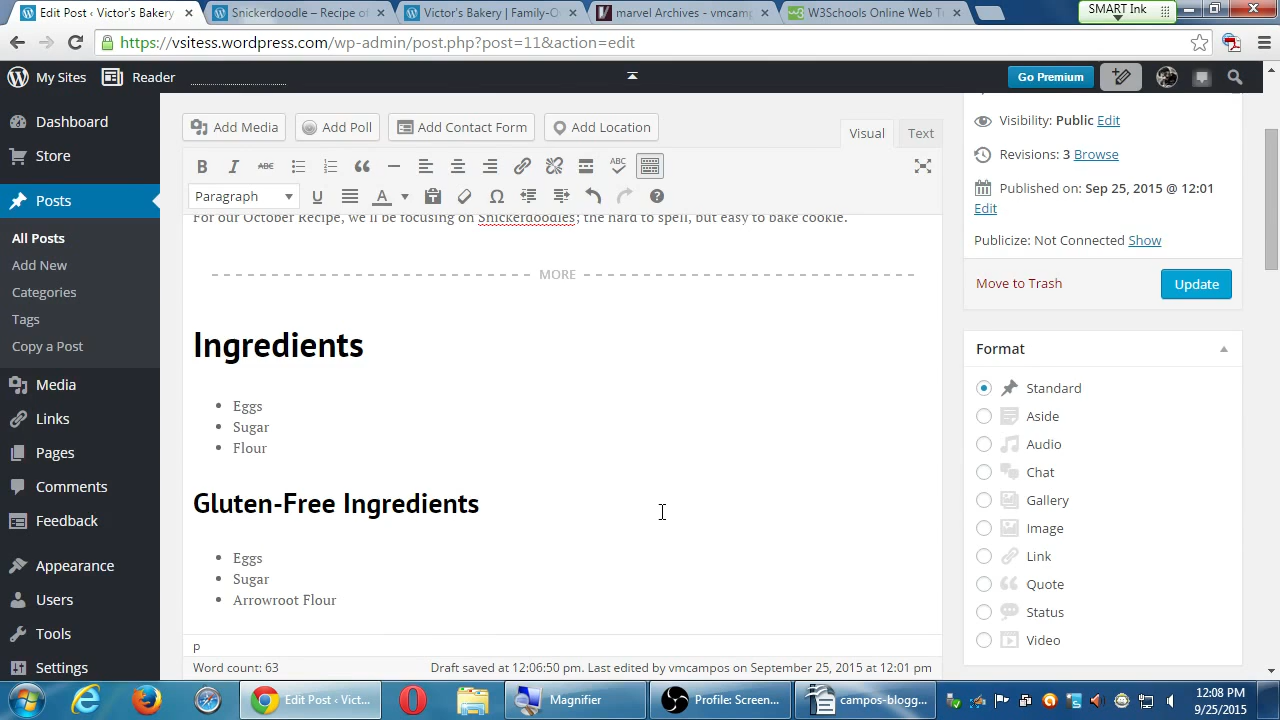 Edit Post ‹ Victor's Bakery
Snickerdoodle – Recipe of
Victor's Bakery | Family-O
marvel Archives - vmcamp
W3Schools Online Web T
SMART Ink
https://vsitess.wordpress.com/wp-admin/post.php?post=11&action=edit
My Sites
Reader
Go Premium
Dashboard
Store
Posts
All Posts
Add New
Categories
Tags
Copy a Post
Media
Links
Pages
Comments
Feedback
Appearance
Users
Tools
Settings
Add Media
Add Poll
Add Contact Form
Add Location
Visual
Text
B I ABC
ABC
Paragraph
U
A
Ω
For our October Recipe, we'll be focusing on Snickerdoodles; the hard to spell, but easy to bake cookie.
MORE
Ingredients
• Eggs
• Sugar
• Flour
Gluten-Free Ingredients
• Eggs
• Sugar
• Arrowroot Flour
p
Word count: 63
Draft saved at 12:06:50 pm. Last edited by vmcampos on September 25, 2015 at 12:01 pm
Visibility: Public Edit
Revisions: 3 Browse
Published on: Sep 25, 2015 @ 12:01
Edit
Publicize: Not Connected Show
Move to Trash
Update
Format
Standard
Aside
Audio
Chat
Gallery
Image
Link
Quote
Status
Video
Edit Post ‹ Vict...
Magnifier
Profile: Screen...
campos-blogg...
12:08 PM
9/25/2015